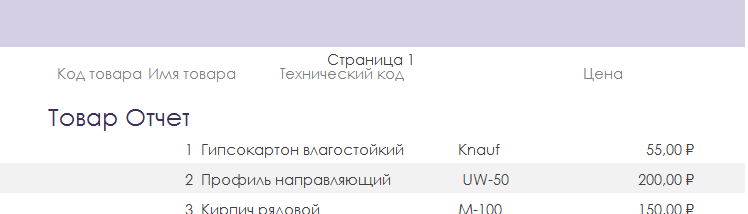 Страница 1
Код товара Имя товара Технический код Цена
Товар Отчет
1 Гипсокартон влагостойкий Knauf 55,00 ₽
2 Профиль направляющий UW-50 200,00 ₽
3 Кирпич рядовой М-100 150,00 ₽